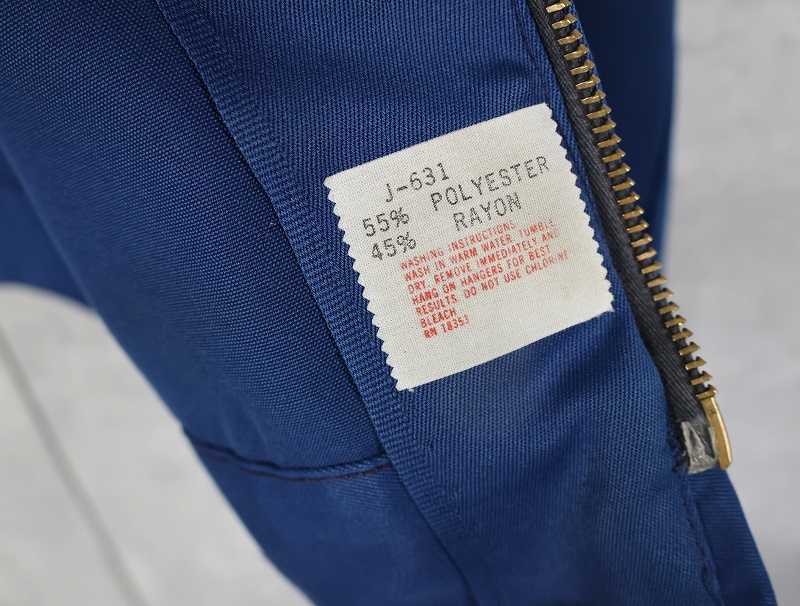 J-631
55% POLYESTER
45% RAYON
WASHING INSTRUCTIONS
WASH IN WARM WATER. TUMBLE
DRY. REMOVE IMMEDIATELY AND
HANG ON HANGERS FOR BEST
RESULTS. DO NOT USE CHLORINE
BLEACH
RN 18353